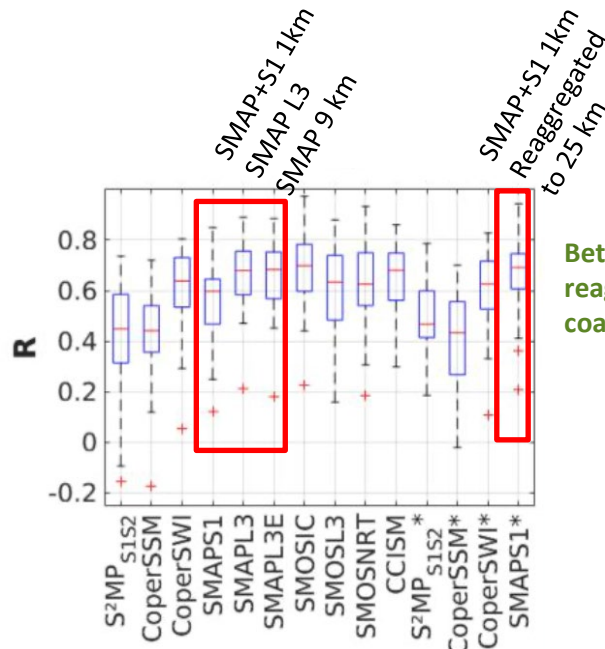 SMAP+S1 1km
SMAP L3
SMAP 9 km
SMAP+S1 1km
Reaggregated
to 25 km
R
0.8
0.6
0.4
0.2
0
-0.2
S²MP S1S2
CoperSSM
CoperSWI
SMAPS1
SMAPL3
SMAPL3E
SMOSIC
SMOSL3
SMOSNRT
CCISM
S²MP S1S2*
CoperSSM*
CoperSWI*
SMAPS1*
Bet
reag
coa